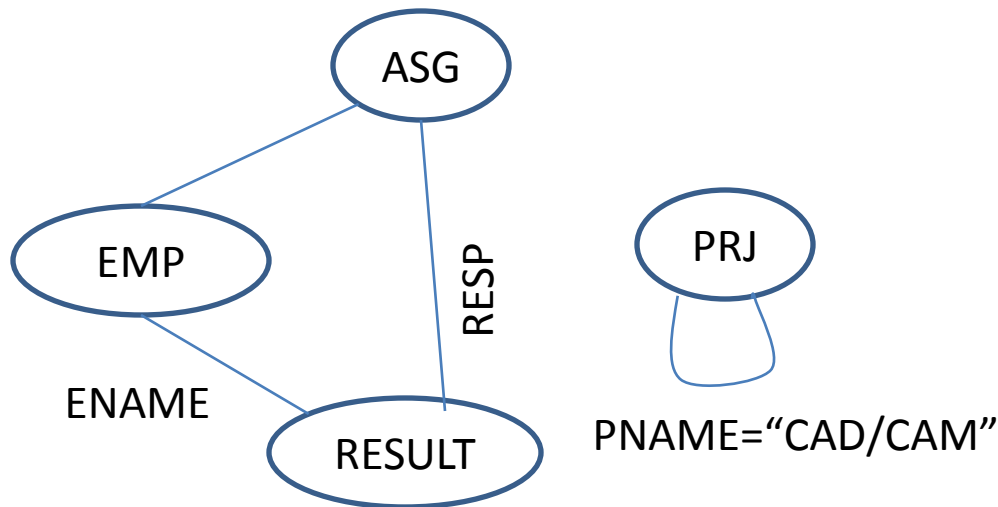 ASG
EMP
PRJ
RESP
ENAME
RESULT
PNAME=“CAD/CAM”